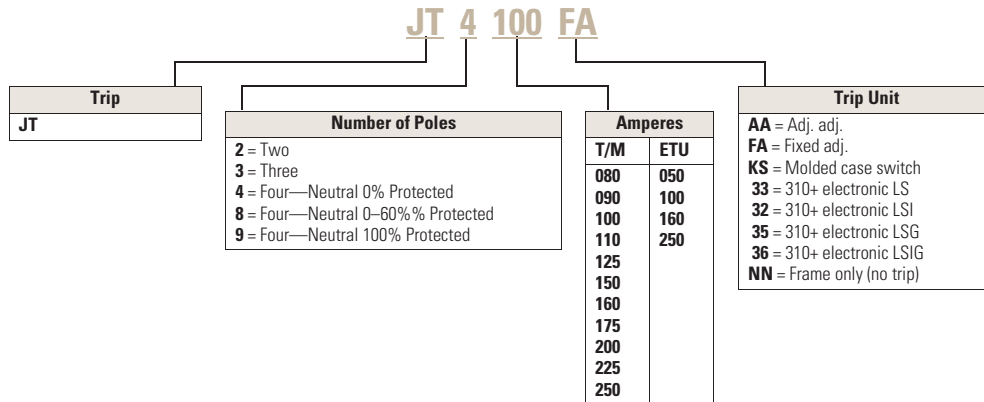 JT 4 100 FA
Trip
JT
Number of Poles
2 = Two
3 = Three
4 = Four—Neutral 0% Protected
8 = Four—Neutral 0–60%% Protected
9 = Four—Neutral 100% Protected
Amperes
T/M ETU
080 050
090 100
100 160
110 250
125
150
160
175
200
225
250
Trip Unit
AA = Adj. adj.
FA = Fixed adj.
KS = Molded case switch
33 = 310+ electronic LS
32 = 310+ electronic LSI
35 = 310+ electronic LSG
36 = 310+ electronic LSIG
NN = Frame only (no trip)